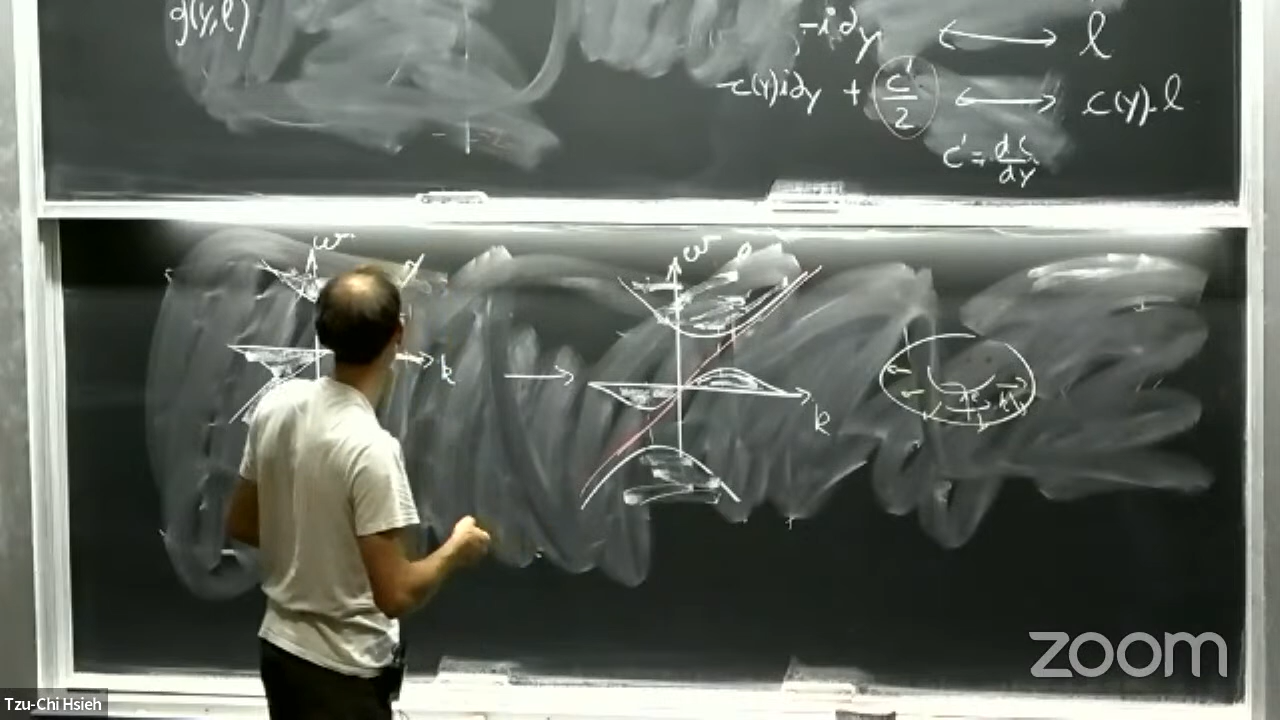 g(y,l)
-i∂y ⟷ l
-c(y)i∂y + c'/2 ⟷ c(y).l
c' = dc/dy
ω
k
ω
k
zoom
Tzu-Chi Hsieh